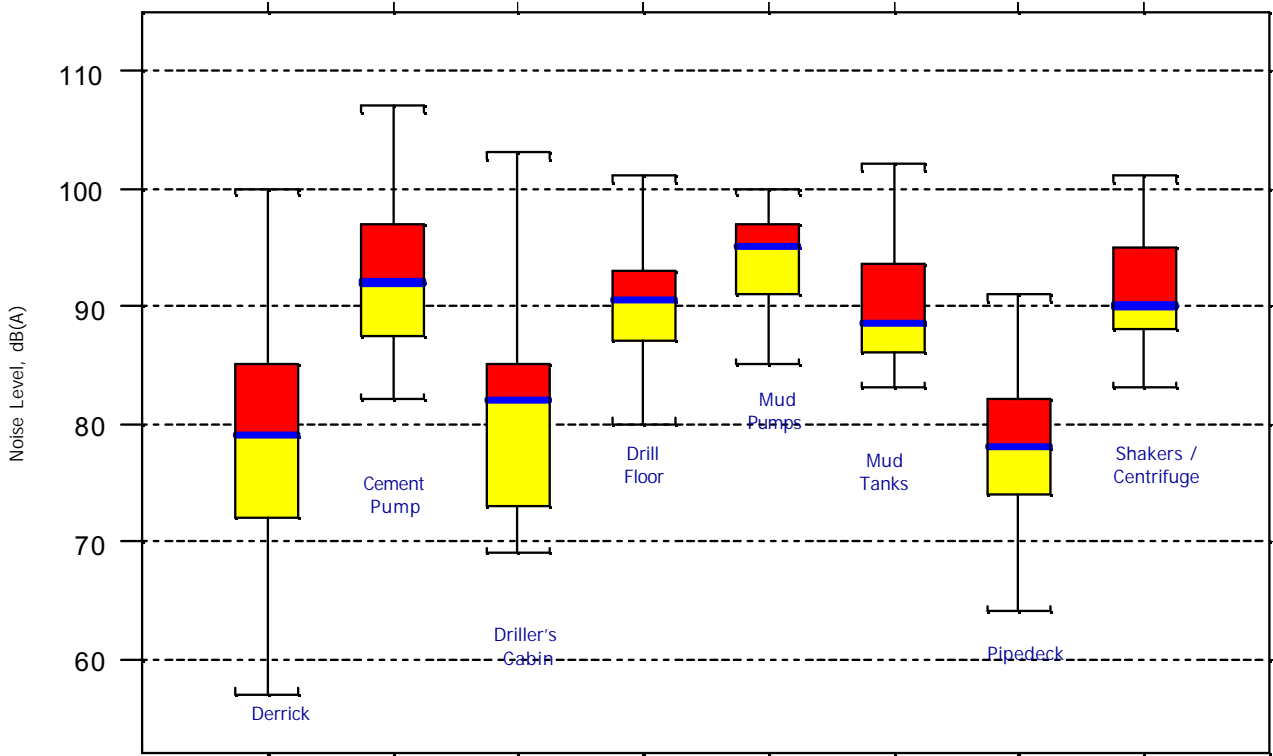 110
100
90
80
70
60
Noise Level, dB(A)
Derrick
Cement
Pump
Driller's
Cabin
Drill
Floor
Mud
Pumps
Mud
Tanks
Pipedeck
Shakers /
Centrifuge